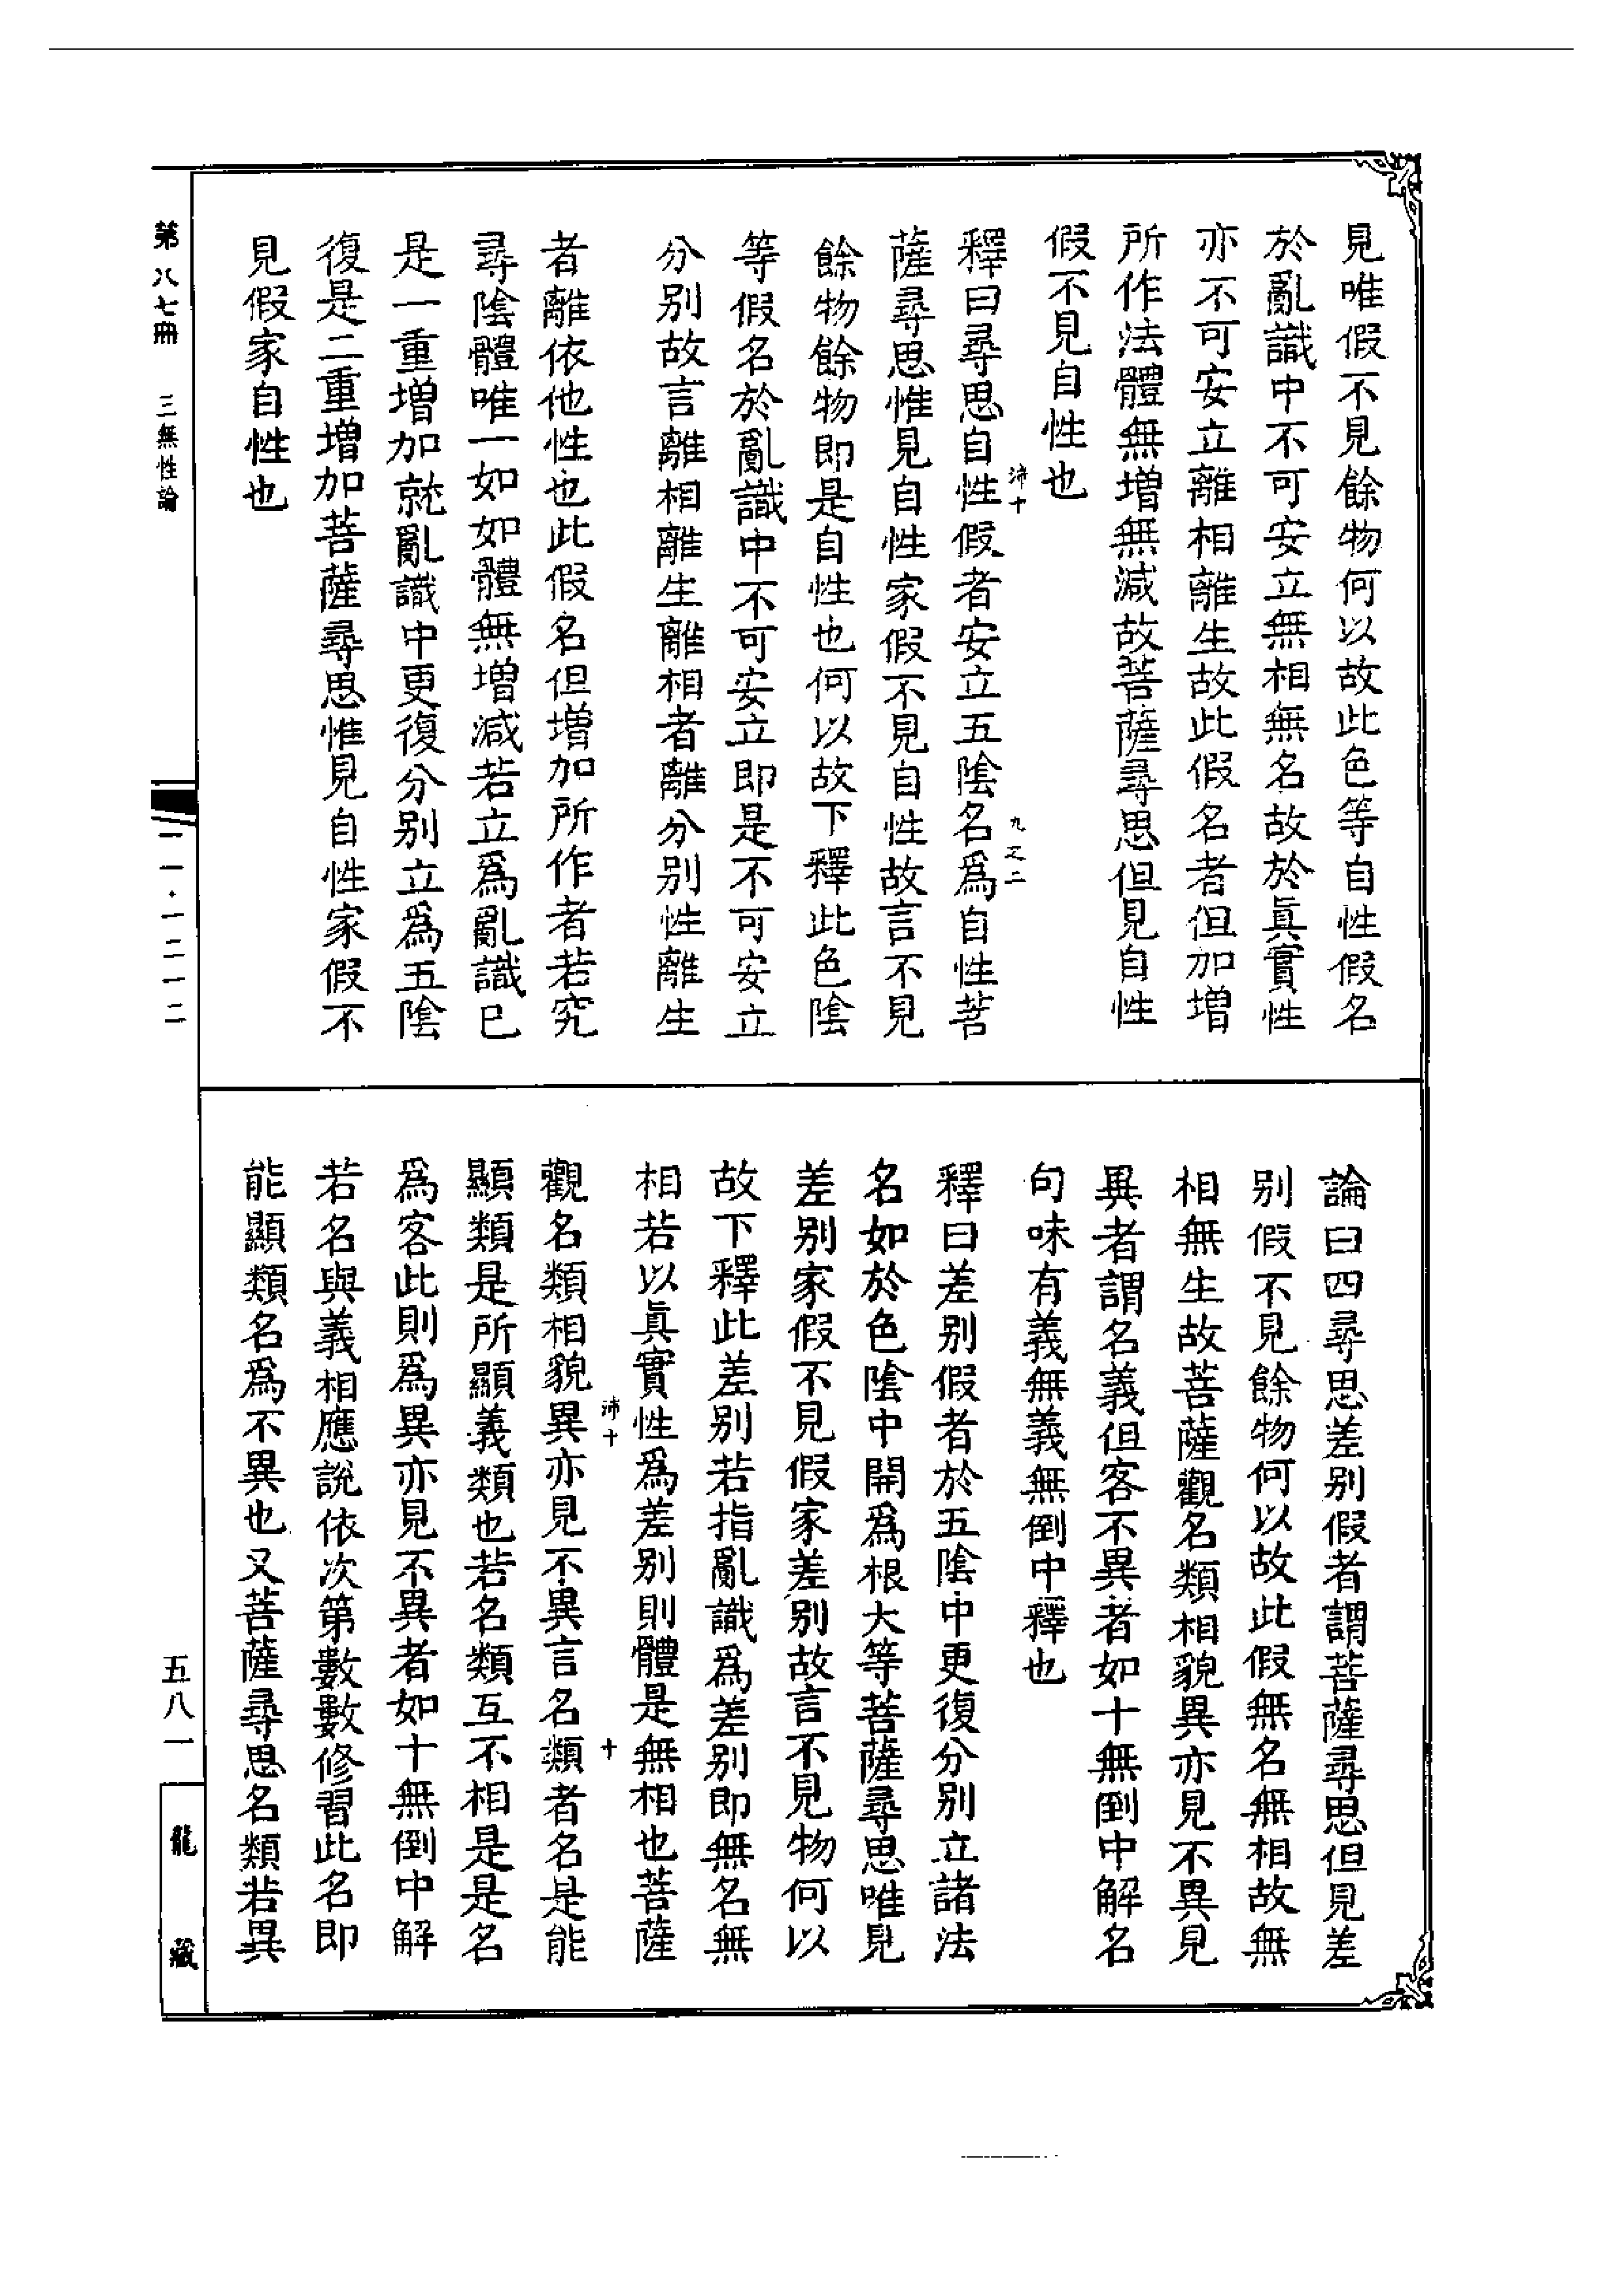 見唯假不見餘物何以故此色等自性假名
於亂識中不可安立無相無名故於眞實性
亦不可安立離相離生故此假名者但加增
所作法體無增無減故菩薩尋思但見自性
假不見自性也
沛十
九之二
釋曰尋思自性假者安立五陰名爲自性菩
薩尋思惟見自性家假不見自性故言不見
餘物餘物即是自性也何以故下釋此色陰
等假名於亂識中不可安立即是不可安立
分别故言離相離生離相者離分别性離生
者離依他性也此假名但增加所作者若究
尋陰體唯一如如體無增減若立爲亂識已
是一重增加就亂識中更復分别立爲五陰
復是二重增加菩薩尋思惟見自性家假不
見假家自性也
論曰四尋思差别假者謂菩薩尋思但見差
别假不見餘物何以故此假無名無相故無
相無生故菩薩觀名類相貌異亦見不異見
異者謂名義但客不異者如十無倒中解名
句味有義無義無倒中釋也
釋曰差别假者於五陰中更復分别立諸法
名如於色陰中開爲根大等菩薩尋思唯見
差别家假不見假家差别故言不見物何以
故下釋此差别若指亂識爲差别即無名無
相若以眞實性爲差别則體是無相也菩薩
沛十
十
觀名類相貌異亦見不異言名類者名是能
顯類是所顯義類也若名類互不相是是名
爲客此則爲異亦見不異者如十無倒中解
若名與義相應說依次第數數修習此名即
能顯類名爲不異也又菩薩尋思名類若異
第八七冊
三無性論
一一·一二一二
五八一
龍藏